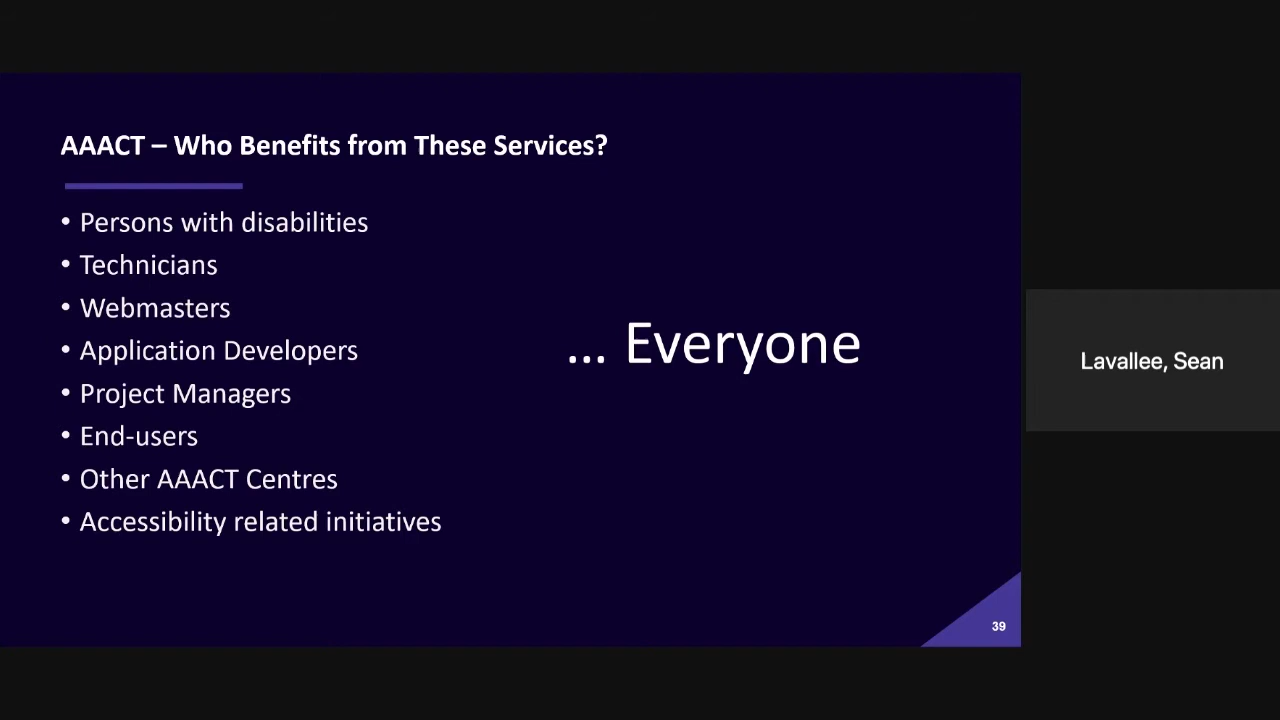 AAACT – Who Benefits from These Services?
• Persons with disabilities
• Technicians
• Webmasters
• Application Developers
• Project Managers
• End-users
• Other AAACT Centres
• Accessibility related initiatives
... Everyone
39
Lavallee, Sean